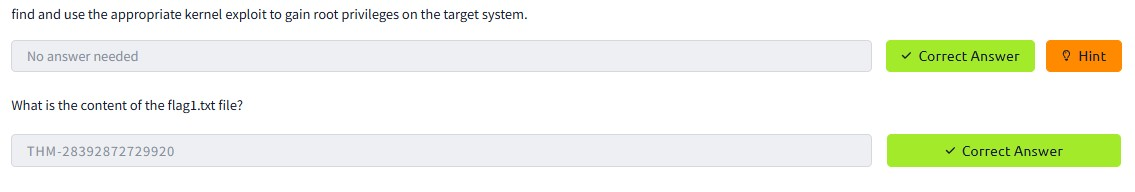 find and use the appropriate kernel exploit to gain root privileges on the target system.
No answer needed
Correct Answer
Hint
What is the content of the flag1.txt file?
THM-28392872729920
Correct Answer